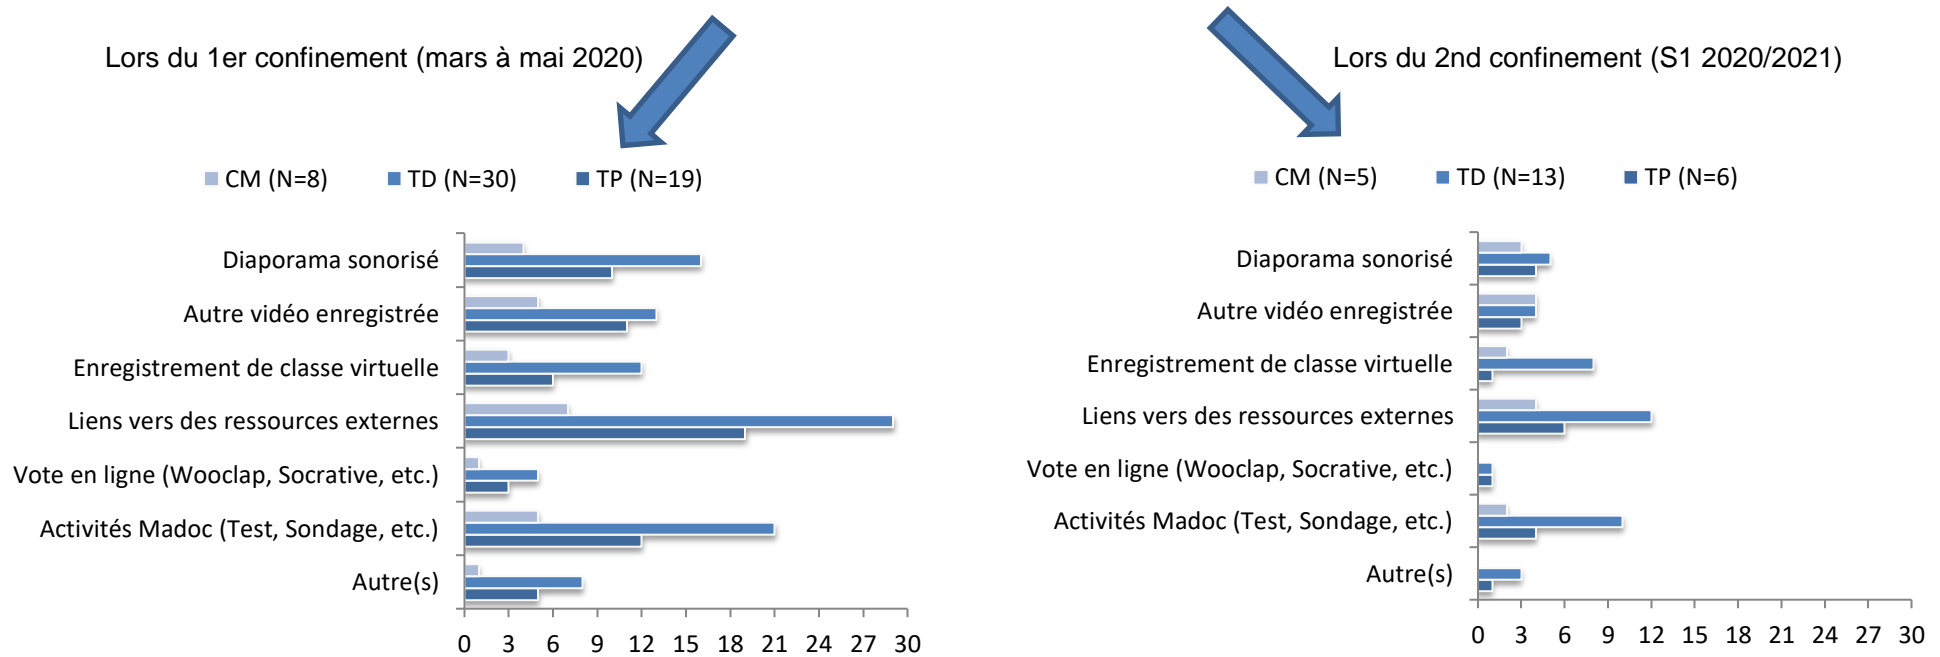 Lors du 1er confinement (mars à mai 2020)
CM (N=8) TD (N=30) TP (N=19)
Diaporama sonorisé
Autre vidéo enregistrée
Enregistrement de classe virtuelle
Liens vers des ressources externes
Vote en ligne (Wooclap, Socrative, etc.)
Activités Madoc (Test, Sondage, etc.)
Autre(s)
0 3 6 9 12 15 18 21 24 27 30
Lors du 2nd confinement (S1 2020/2021)
CM (N=5) TD (N=13) TP (N=6)
Diaporama sonorisé
Autre vidéo enregistrée
Enregistrement de classe virtuelle
Liens vers des ressources externes
Vote en ligne (Wooclap, Socrative, etc.)
Activités Madoc (Test, Sondage, etc.)
Autre(s)
0 3 6 9 12 15 18 21 24 27 30